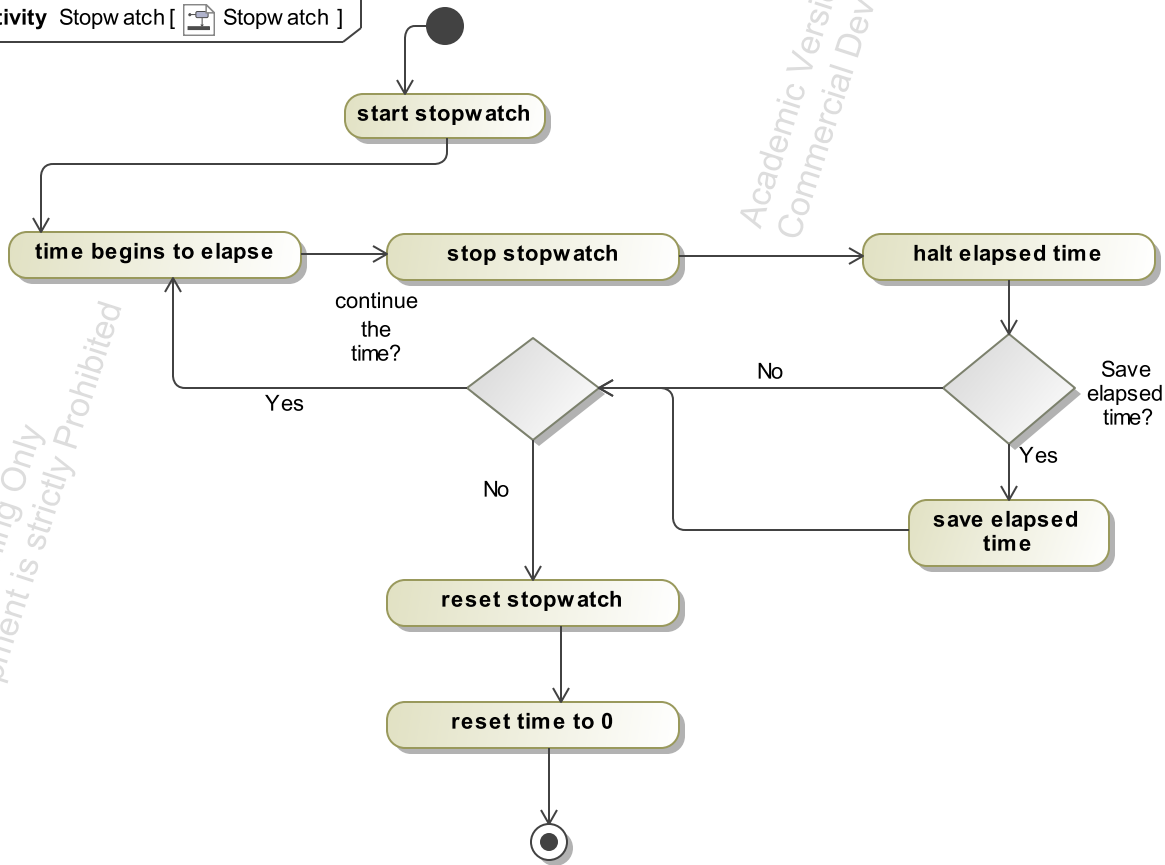 tivity Stopwatch [ Stopwatch ]
start stopwatch
time begins to elapse
stop stopwatch
halt elapsed time
continue
the
time?
Save
elapsed
time?
No
Yes
Yes
No
save elapsed
time
reset stopwatch
reset time to 0
Academic Versi
Commercial Dev
ing Only
pment is strictly Prohibited